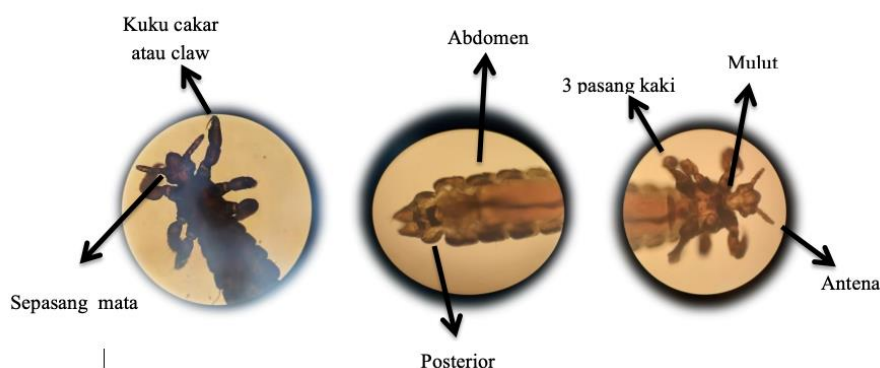 Kuku cakar
atau claw
Abdomen
3 pasang kaki
Mulut
Sepasang mata
Posterior
Antena